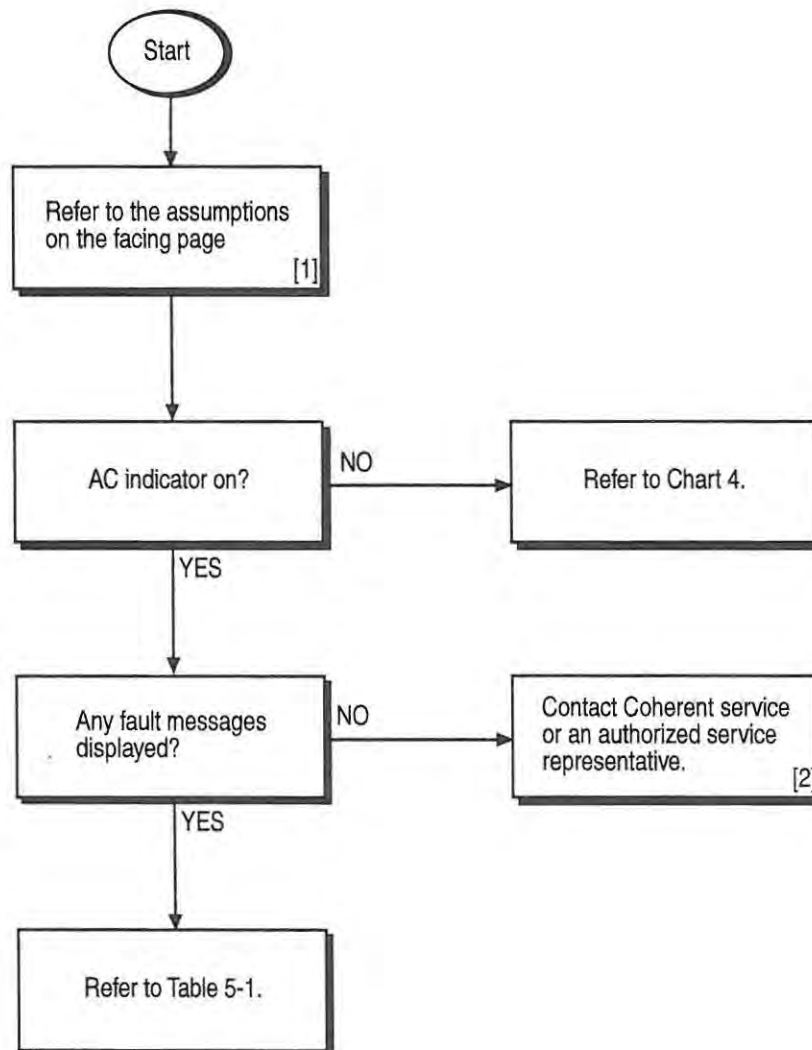 Start
Refer to the assumptions
on the facing page
[1]
AC indicator on?
NO
Refer to Chart 4.
YES
Any fault messages
displayed?
NO
Contact Coherent service
or an authorized service
representative.
[2]
YES
Refer to Table 5-1.